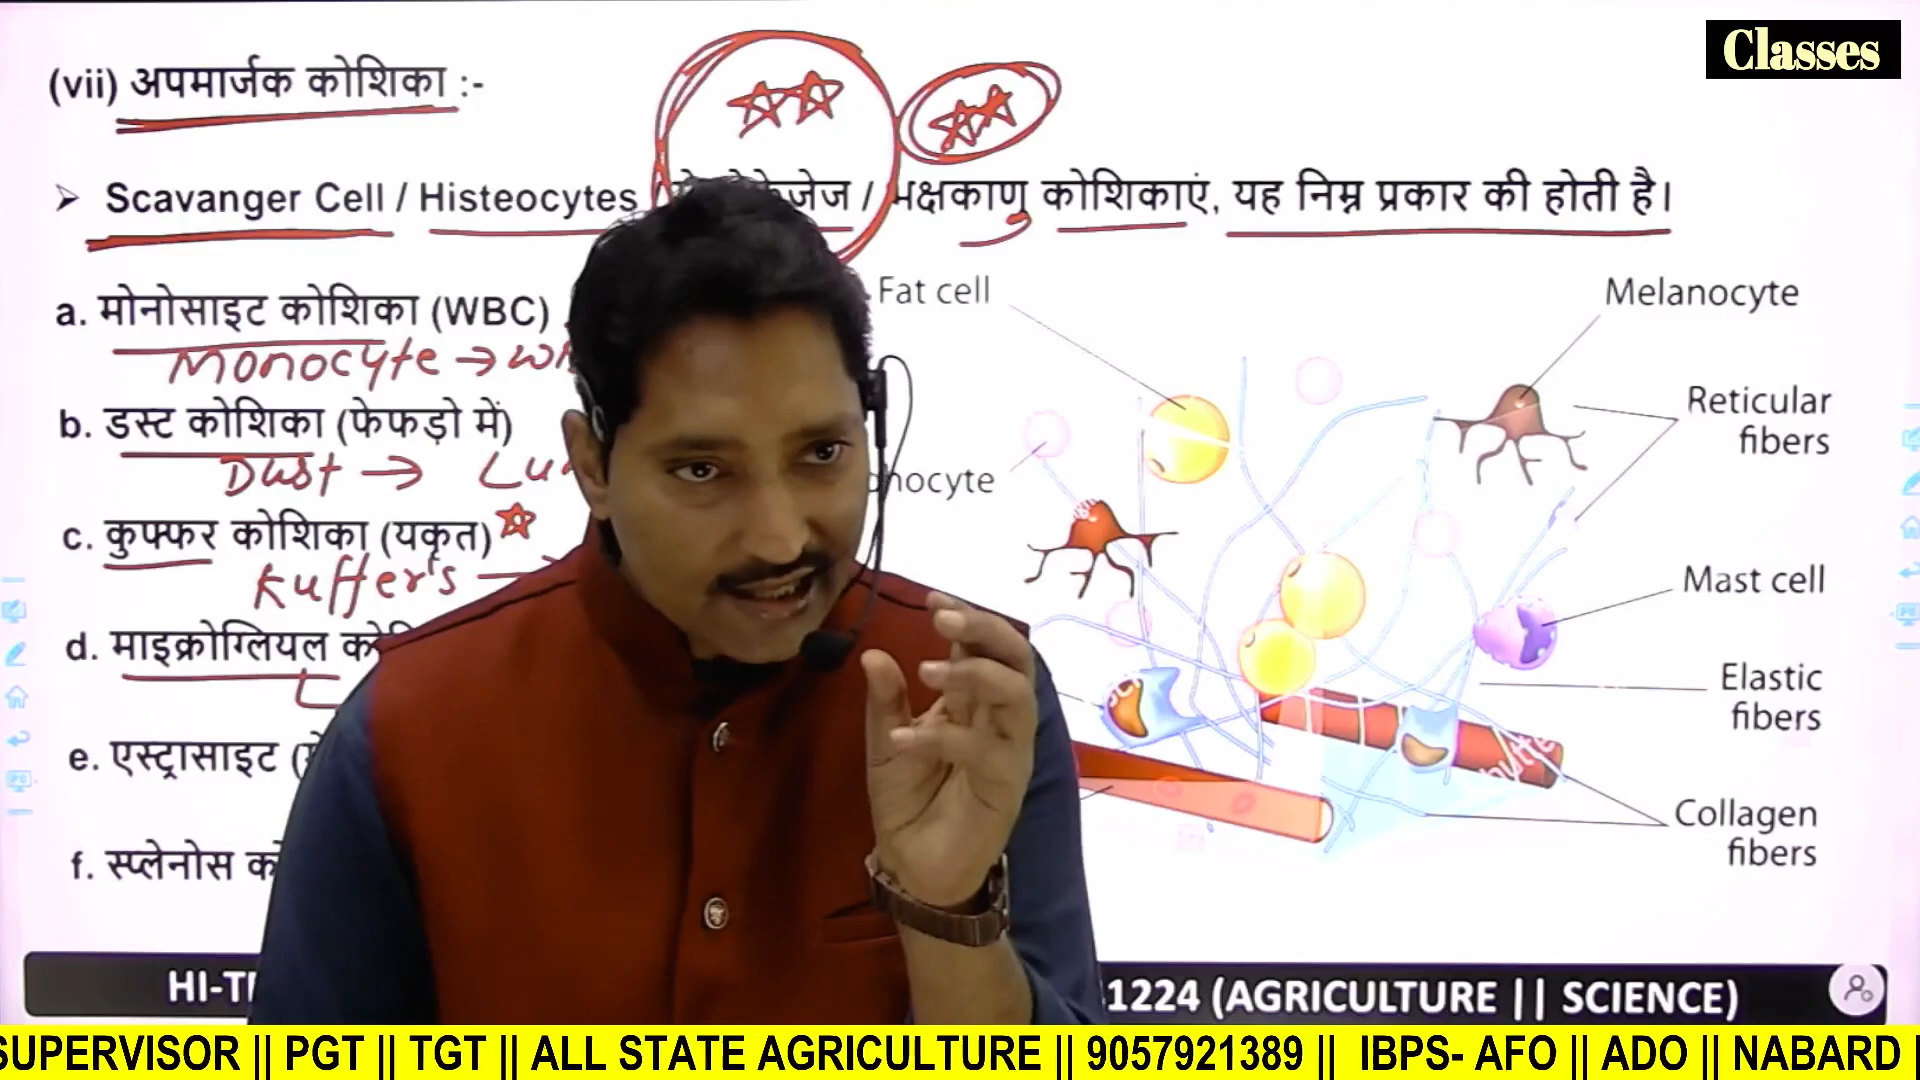 Classes
(vii) अपमार्जक कोशिका :-
Scavanger Cell / Histeocytes / भक्षकाणु कोशिकाएं, यह निम्न प्रकार की होती है।
a. मोनोसाइट कोशिका (WBC)
Monocyte →
b. डस्ट कोशिका (फेफड़ो में)
Dust →
c. कुफ्फर कोशिका (यकृत)
Kuffer's
d. माइक्रोग्लियल
e. एस्ट्रासाइट
f. स्प्लेनोस
Fat cell
Melanocyte
Reticular
fibers
Mast cell
Elastic
fibers
Collagen
fibers
1224 (AGRICULTURE || SCIENCE)
SUPERVISOR || PGT || TGT || ALL STATE AGRICULTURE || 9057921389 || IBPS- AFO || ADO || NABARD |